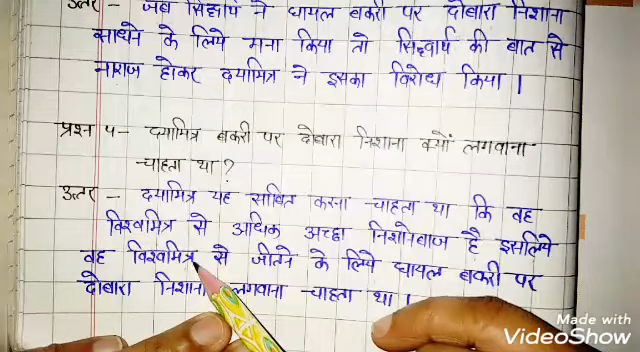 उत्तर - जब सिद्धार्थ ने घायल बकरी पर दोबारा निशाना
साधने के लिये मना किया तो सिद्धार्थ की बात से
नाराज होकर दयामित्र ने इसका विरोध किया।
प्रश्न ५- दयामित्र बकरी पर दोबारा निशाना क्यों लगवाना
चाहता था?
उत्तर - दयामित्र यह साबित करना चाहता था कि वह
विश्वमित्र से अधिक अच्छा निशानेबाज है इसलिये
वह विश्वमित्र से जीतने के लिये घायल बकरी पर
दोबारा निशाना लगवाना चाहता था।
Made with
VideoShow